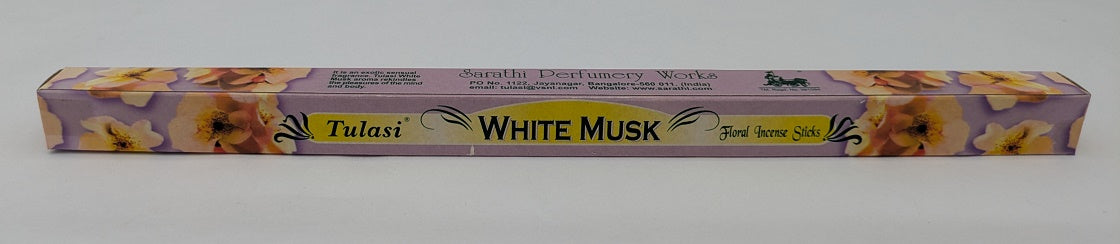 It is an exotic sensual
fragrance. Tulasi White
Musk aroma rekindles
the pleasures of the mind
and body.
Sarathi Perfumery Works
PO No. 1122, Jayanagar, Bangalore-560 011, (India)
email: tulasi@vsnl.com Website: www.sarathi.com
Tulasi®
WHITE MUSK
Floral Incense Sticks